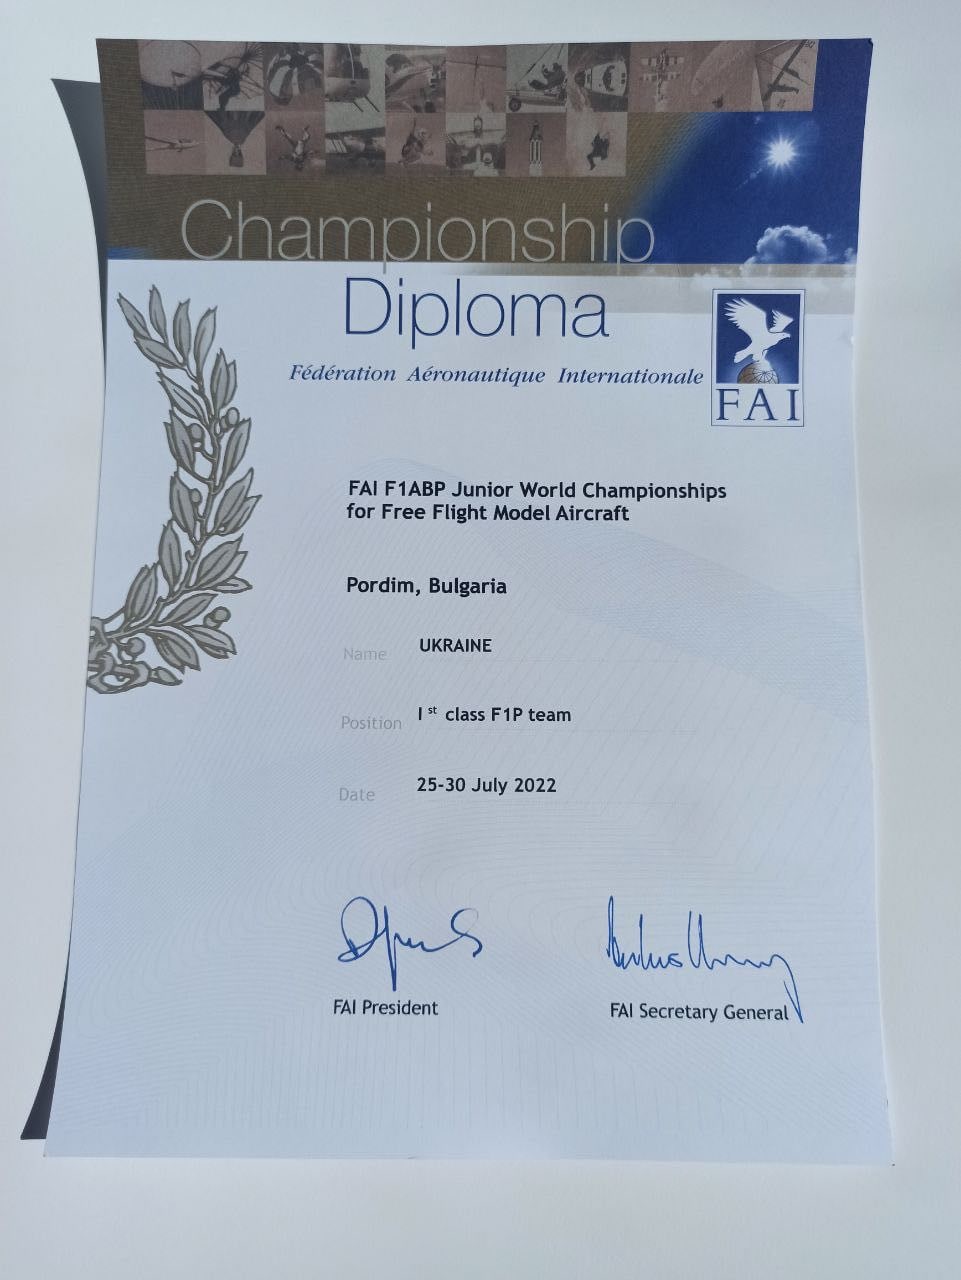 Championship
Diploma
Fédération Aéronautique Internationale
FAI
FAI F1ABP Junior World Championships
for Free Flight Model Aircraft
Pordim, Bulgaria
Name UKRAINE
Position I st class F1P team
Date 25-30 July 2022
FAI President
FAI Secretary General